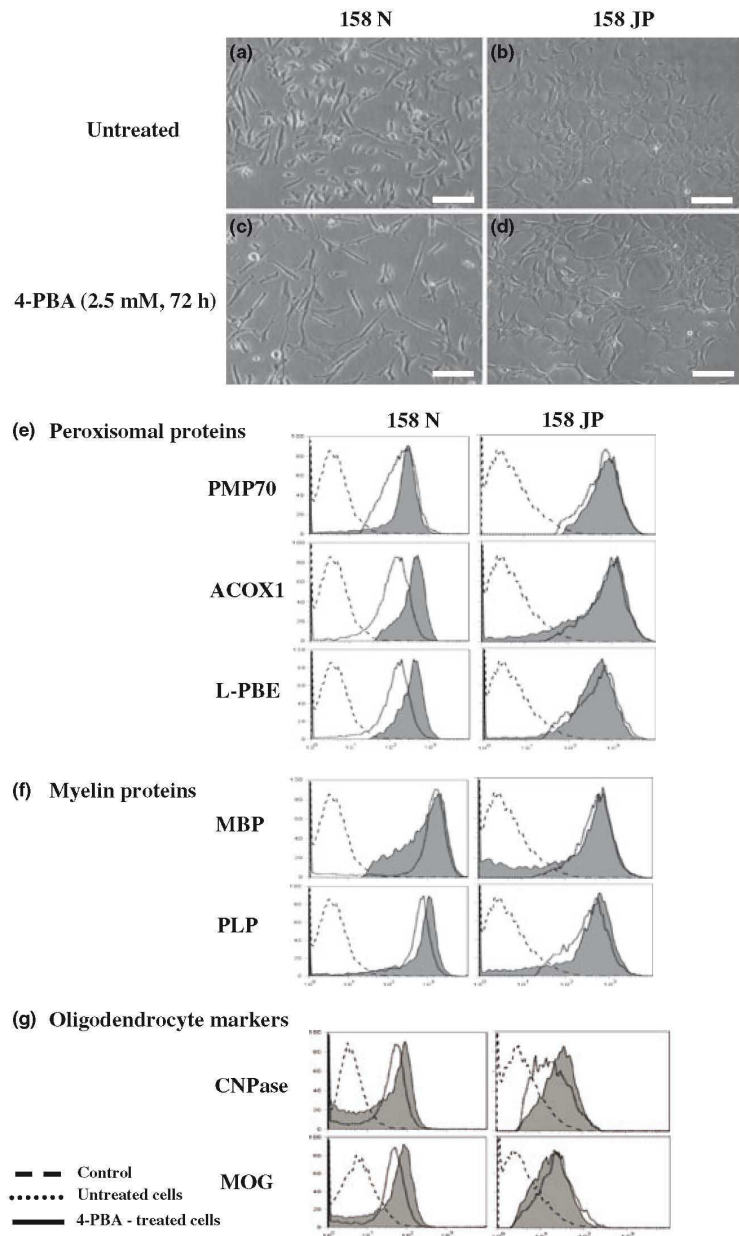 158 N 158 JP
(a) (b)
Untreated
(c) (d)
4-PBA (2.5 mM, 72 h)
(e) Peroxisomal proteins
158 N 158 JP
PMP70
ACOX1
L-PBE
(f) Myelin proteins
MBP
PLP
(g) Oligodendrocyte markers
CNPase
MOG
Control
Untreated cells
4-PBA - treated cells